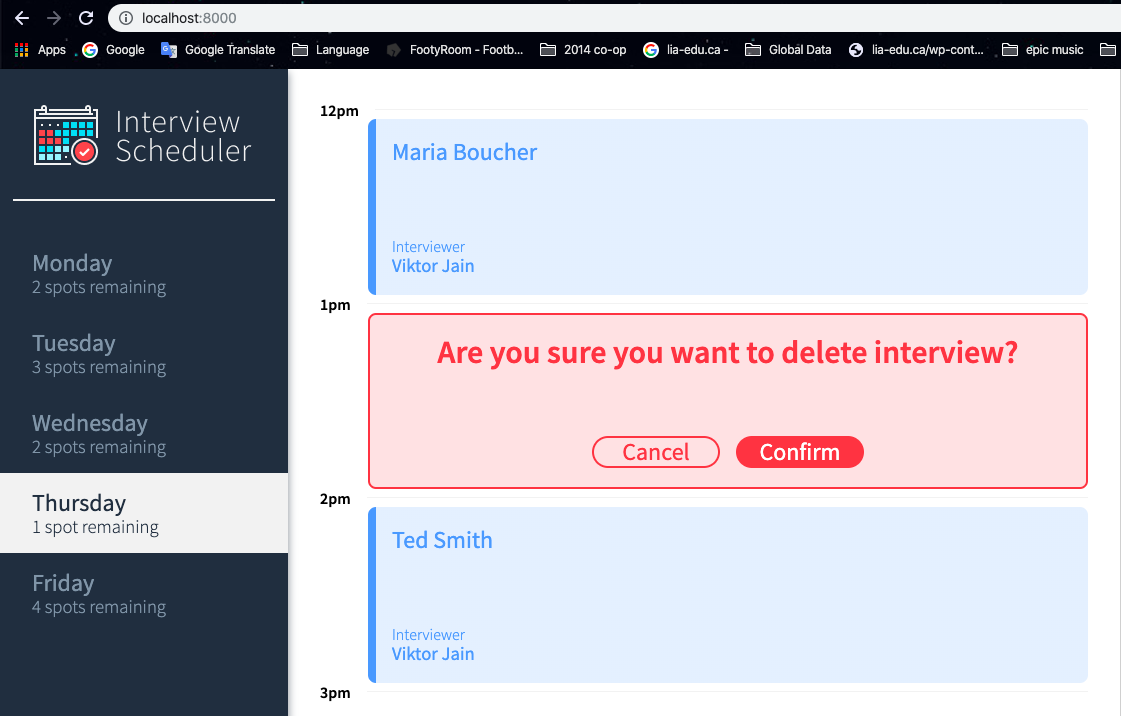 localhost:8000
Apps Google Google Translate Language FootyRoom - Footb... 2014 co-op lia-edu.ca - Global Data lia-edu.ca/wp-cont... epic music
Interview
Scheduler
Monday
2 spots remaining
Tuesday
3 spots remaining
Wednesday
2 spots remaining
Thursday
1 spot remaining
Friday
4 spots remaining
12pm
Maria Boucher
Interviewer
Viktor Jain
1pm
Are you sure you want to delete interview?
Cancel Confirm
2pm
Ted Smith
Interviewer
Viktor Jain
3pm